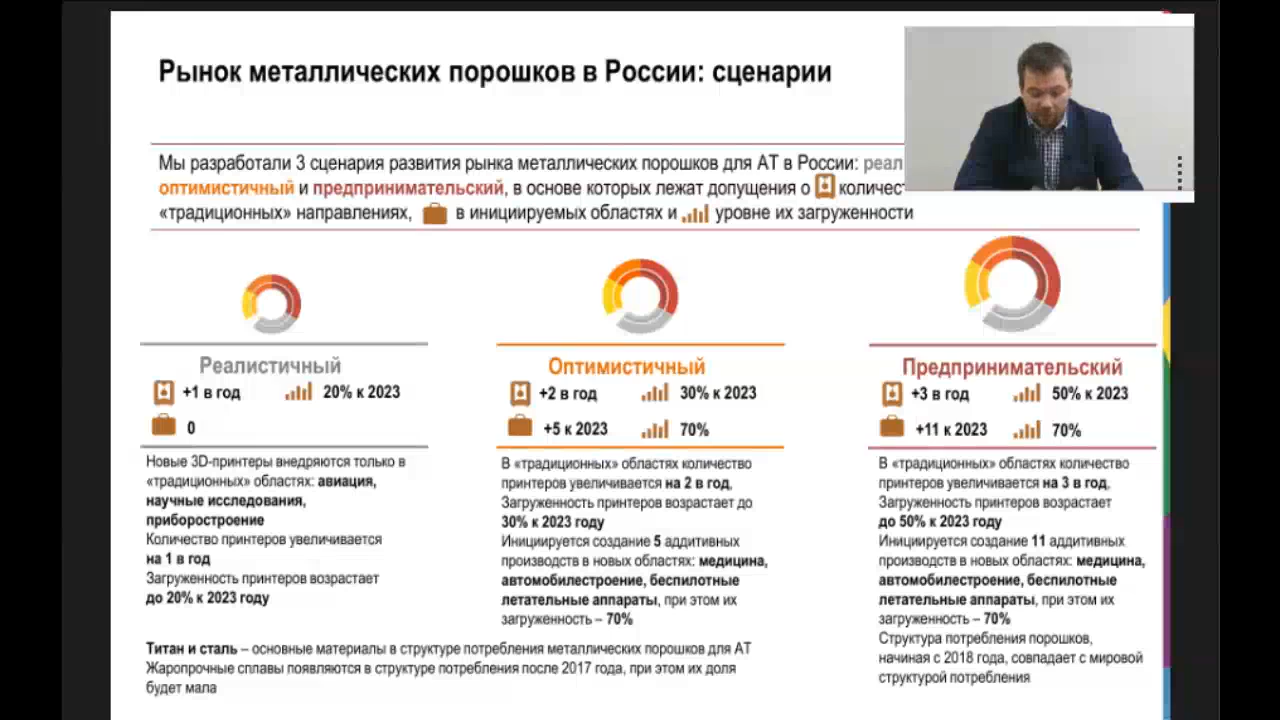 Рынок металлических порошков в России: сценарии
Мы разработали 3 сценария развития рынка металлических порошков для АТ в России:
оптимистичный и предпринимательский, в основе которых лежат допущения о
«традиционных» направлениях, в инициируемых областях и уровне их загруженности
Реалистичный
+1 в год 20% к 2023
0
Новые 3D-принтеры внедряются только в
«традиционных» областях: авиация,
научные исследования,
приборостроение
Количество принтеров увеличивается
на 1 в год
Загруженность принтеров возрастает
до 20% к 2023 году
Оптимистичный
+2 в год 30% к 2023
+5 к 2023 70%
В «традиционных» областях количество
принтеров увеличивается на 2 в год,
Загруженность принтеров возрастает до
30% к 2023 году
Инициируется создание 5 аддитивных
производств в новых областях: медицина,
автомобилестроение, беспилотные
летательные аппараты, при этом их
загруженность – 70%
Титан и сталь – основные материалы в структуре потребления металлических порошков для АТ
Жаропрочные сплавы появляются в структуре потребления после 2017 года, при этом их доля
будет мала
Предпринимательский
+3 в год 50% к 2023
+11 к 2023 70%
В «традиционных» областях количество
принтеров увеличивается на 3 в год,
Загруженность принтеров возрастает
до 50% к 2023 году
Инициируется создание 11 аддитивных
производств в новых областях: медицина,
автомобилестроение, беспилотные
летательные аппараты, при этом их
загруженность – 70%
Структура потребления порошков,
начиная с 2018 года, совпадает с мировой
структурой потребления